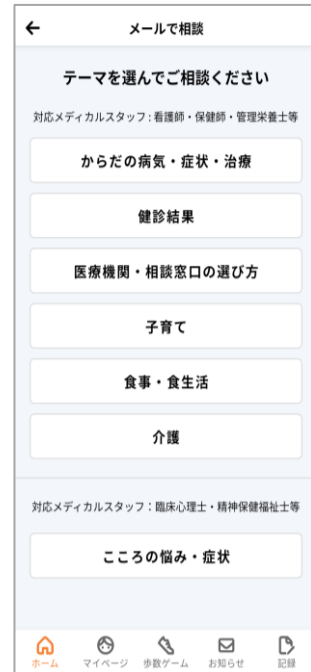 メールで相談
テーマを選んでご相談ください
対応メディカルスタッフ：看護師・保健師・管理栄養士等
からだの病気・症状・治療
健診結果
医療機関・相談窓口の選び方
子育て
食事・食生活
介護
対応メディカルスタッフ：臨床心理士・精神保健福祉士等
こころの悩み・症状
ホーム マイページ 歩数ゲーム お知らせ 記録